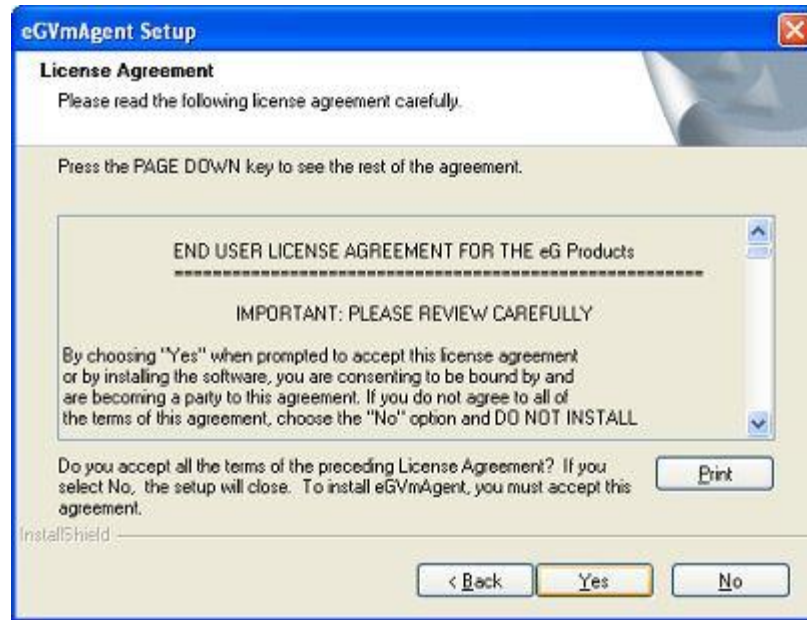 eGVmAgent Setup
License Agreement
Please read the following license agreement carefully.
Press the PAGE DOWN key to see the rest of the agreement.
END USER LICENSE AGREEMENT FOR THE eG Products
=======================================================
IMPORTANT: PLEASE REVIEW CAREFULLY
By choosing "Yes" when prompted to accept this license agreement
or by installing the software, you are consenting to be bound by and
are becoming a party to this agreement. If you do not agree to all of
the terms of this agreement, choose the "No" option and DO NOT INSTALL
Do you accept all the terms of the preceding License Agreement? If you
select No, the setup will close. To install eGVmAgent, you must accept this
agreement.
Print
InstallShield
< Back
Yes
No